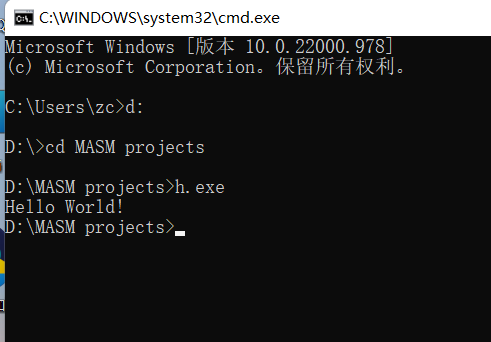 C:\WINDOWS\system32\cmd.exe
Microsoft Windows [版本 10.0.22000.978]
(c) Microsoft Corporation。保留所有权利。
C:\Users\zc>d:
D:\>cd MASM projects
D:\MASM projects>h.exe
Hello World!
D:\MASM projects>